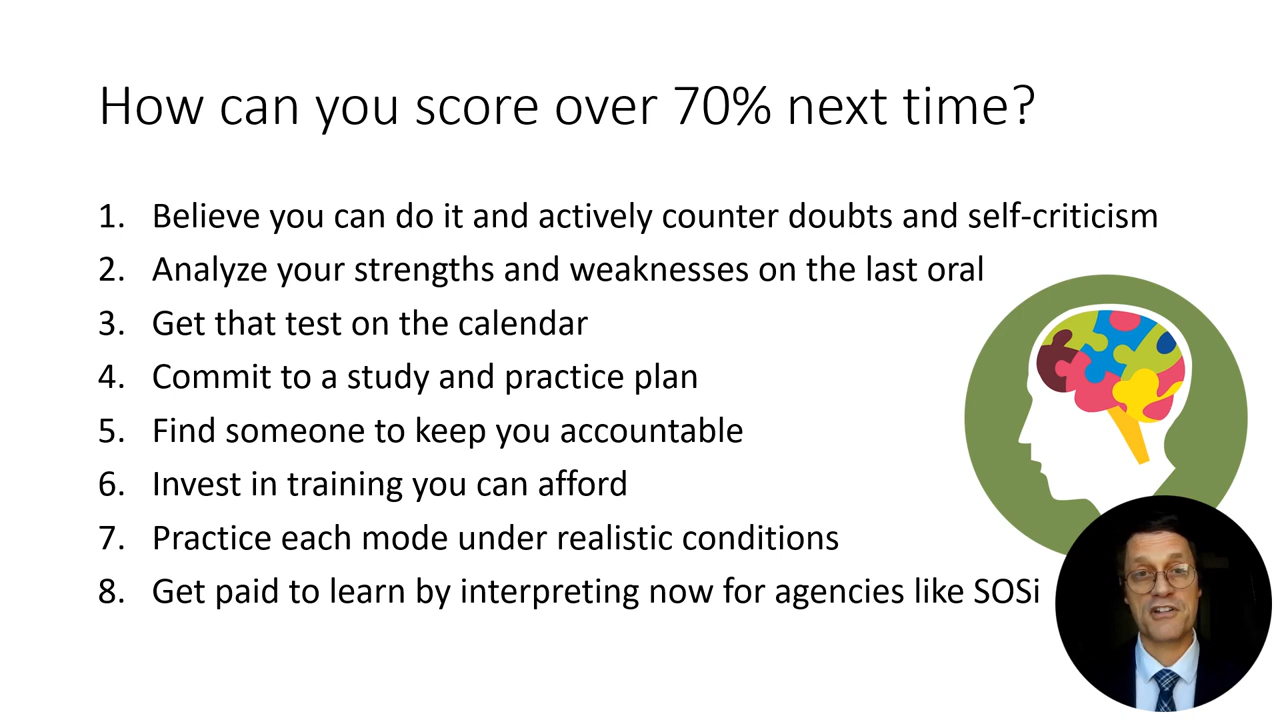 How can you score over 70% next time?
1. Believe you can do it and actively counter doubts and self-criticism
2. Analyze your strengths and weaknesses on the last oral
3. Get that test on the calendar
4. Commit to a study and practice plan
5. Find someone to keep you accountable
6. Invest in training you can afford
7. Practice each mode under realistic conditions
8. Get paid to learn by interpreting now for agencies like SOSi